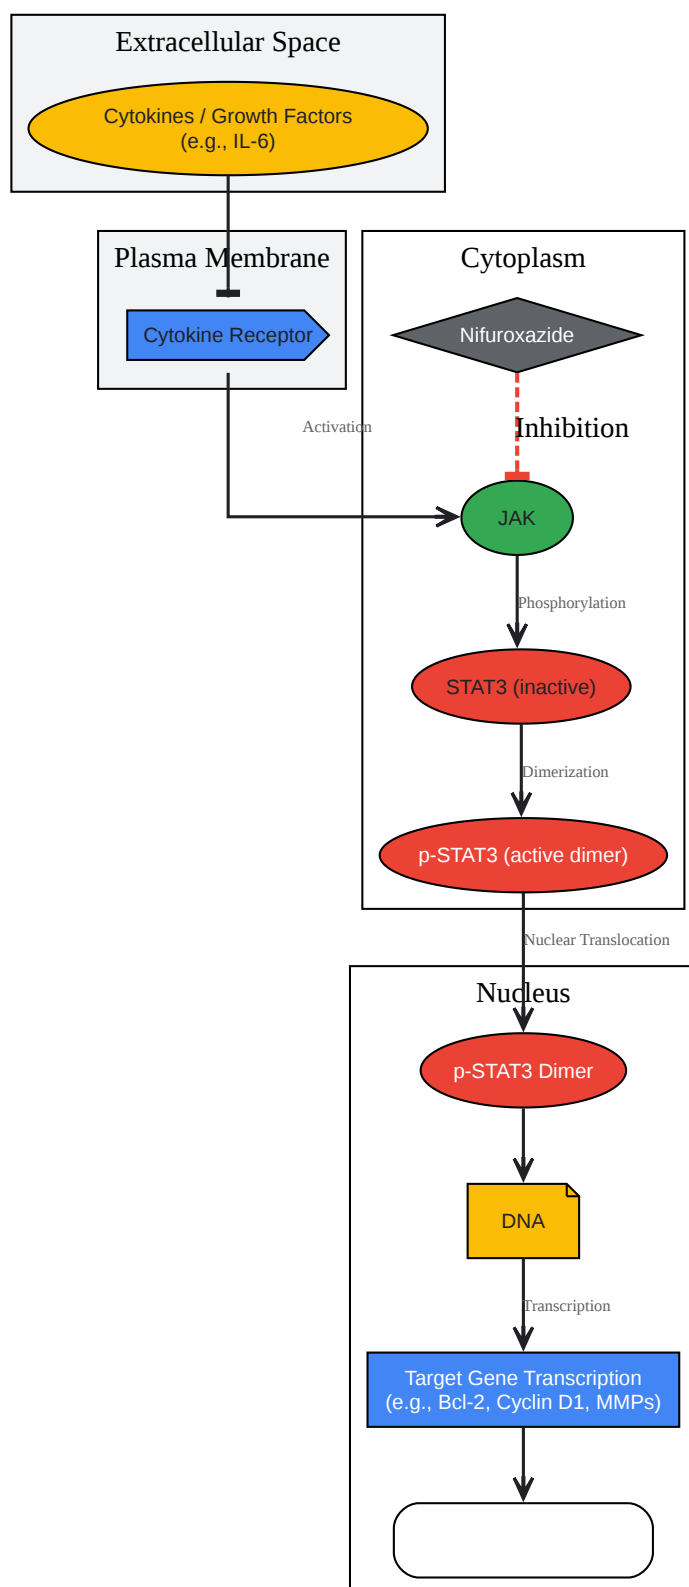 Extracellular Space
Cytokines / Growth Factors
(e.g., IL-6)
Plasma Membrane
Cytokine Receptor
Cytoplasm
Nifuroxazide
Activation
Inhibition
JAK
Phosphorylation
STAT3 (inactive)
Dimerization
p-STAT3 (active dimer)
Nuclear Translocation
Nucleus
p-STAT3 Dimer
DNA
Transcription
Target Gene Transcription
(e.g., Bcl-2, Cyclin D1, MMPs)